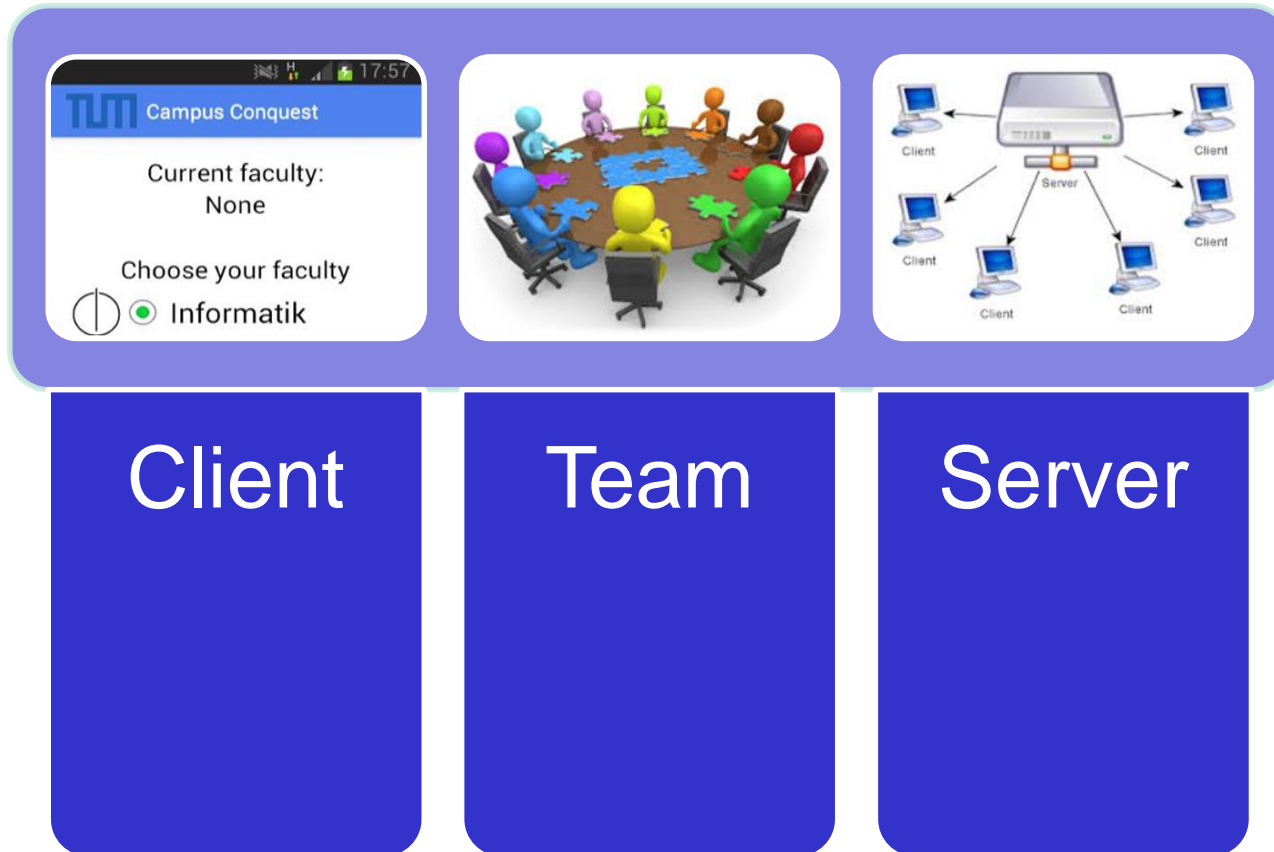 H
17:57
TUM Campus Conquest
Current faculty:
None
Choose your faculty
Informatik
Client
Client
Server
Client
Client
Client
Client
Client
Team
Server